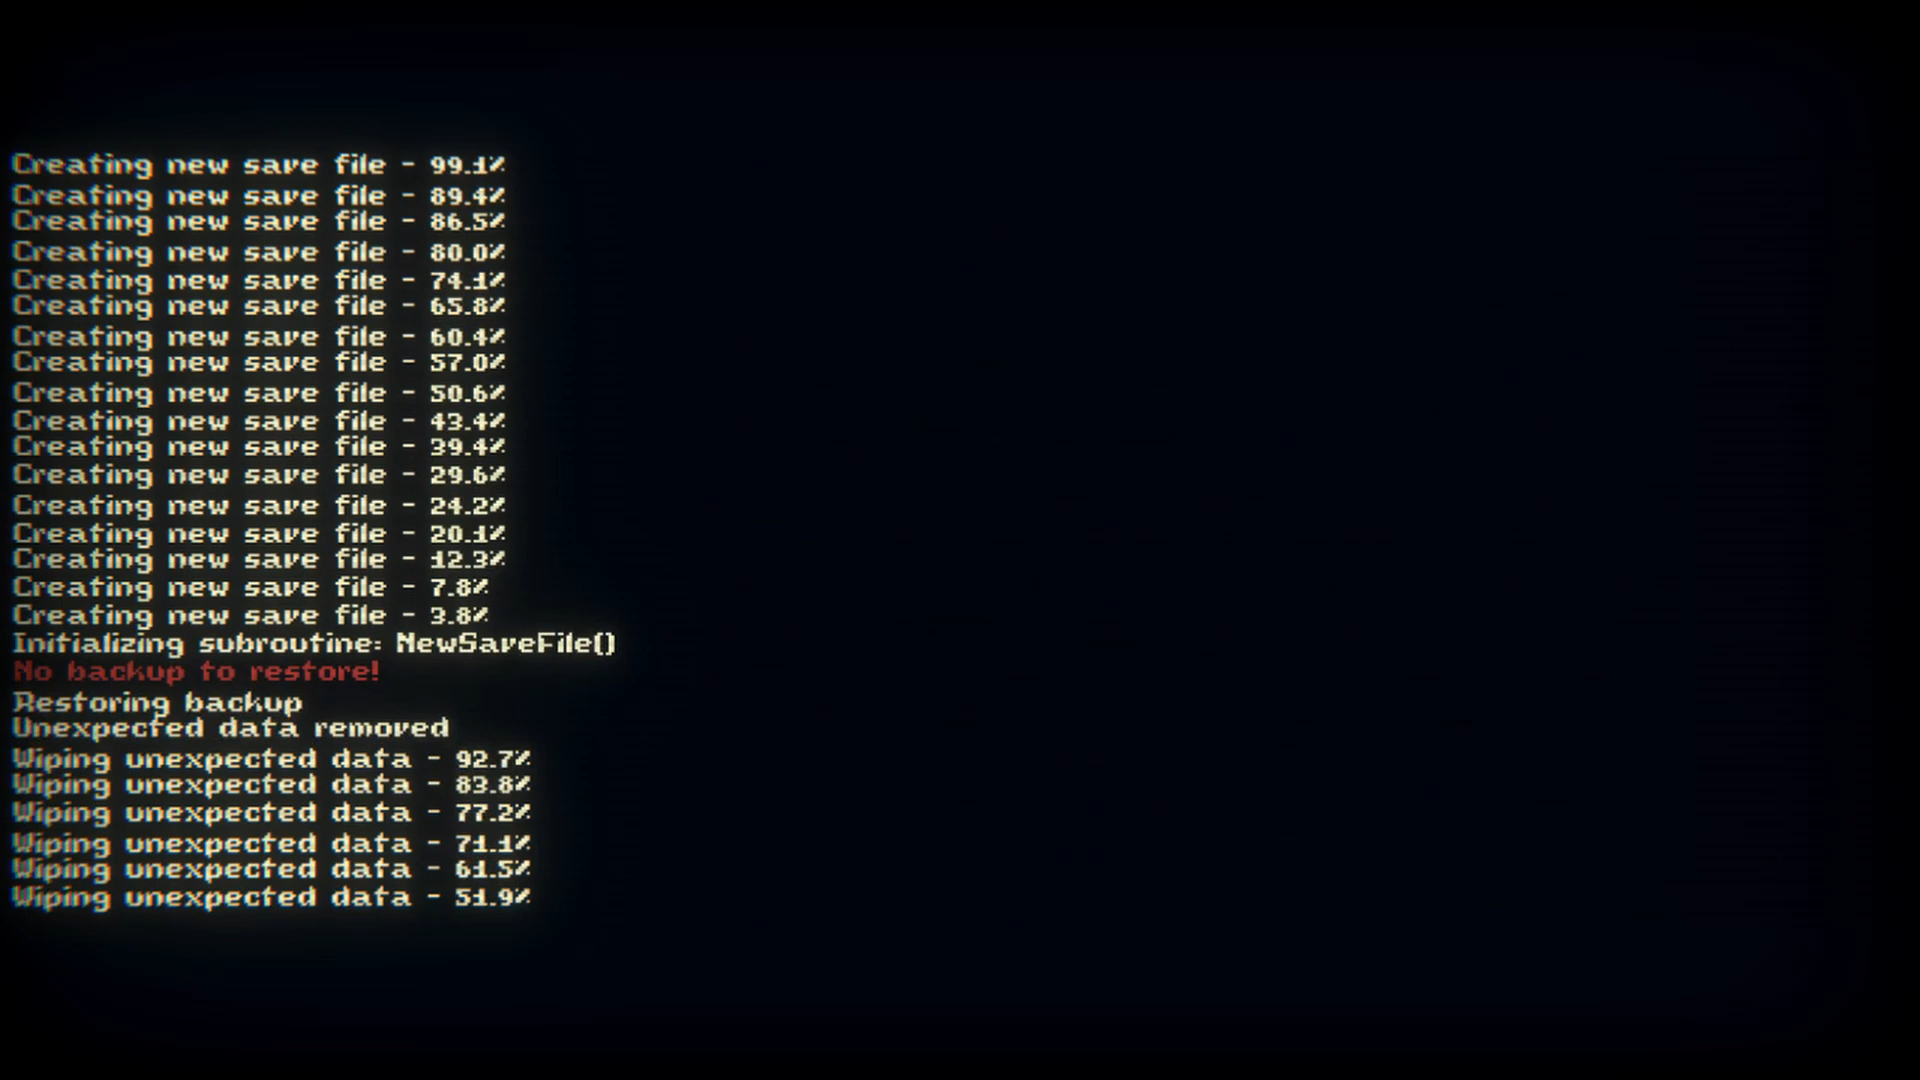 Creating new save file - 99.1%
Creating new save file - 89.4%
Creating new save file - 86.5%
Creating new save file - 80.0%
Creating new save file - 74.1%
Creating new save file - 65.8%
Creating new save file - 60.4%
Creating new save file - 57.0%
Creating new save file - 50.6%
Creating new save file - 43.4%
Creating new save file - 39.4%
Creating new save file - 29.6%
Creating new save file - 24.2%
Creating new save file - 20.1%
Creating new save file - 12.3%
Creating new save file - 7.8%
Creating new save file - 3.8%
Initializing subroutine: NewSaveFile()
No backup to restore!
Restoring backup
Unexpected data removed
Wiping unexpected data - 92.7%
Wiping unexpected data - 83.8%
Wiping unexpected data - 77.2%
Wiping unexpected data - 71.1%
Wiping unexpected data - 61.5%
Wiping unexpected data - 51.9%